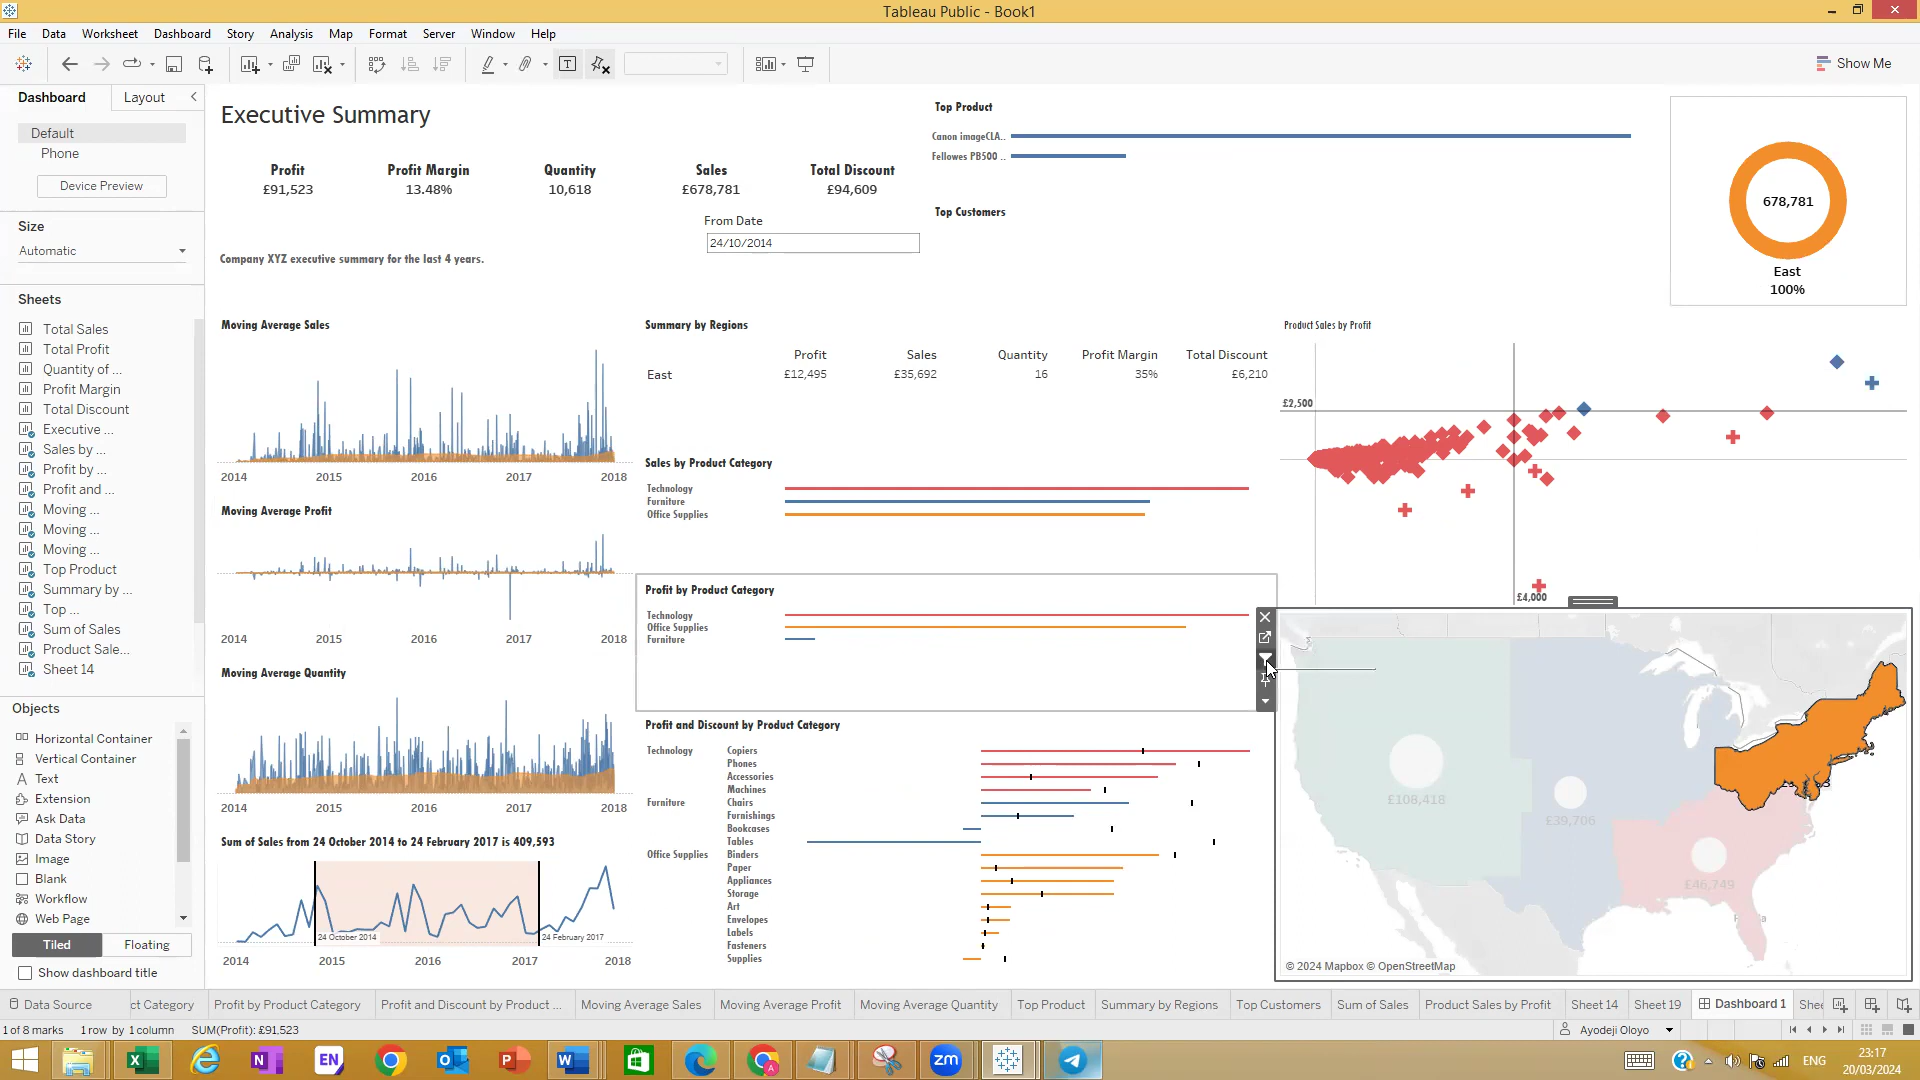 Tableau Public - Book1
File Data Worksheet Dashboard Story Analysis Map Format Server Window Help
Show Me
Dashboard Layout
Default
Phone
Device Preview
Size
Automatic
Sheets
Total Sales
Total Profit
Quantity of ...
Profit Margin
Total Discount
Executive ...
Sales by ...
Profit by ...
Profit and ...
Moving ...
Moving ...
Moving ...
Top Product
Summary by ...
Top ...
Sum of Sales
Product Sale...
Sheet 14
Objects
Horizontal Container
Vertical Container
Text
Extension
Ask Data
Data Story
Image
Blank
Workflow
Web Page
Tiled Floating
Show dashboard title
Executive Summary
Profit Profit Margin Quantity Sales Total Discount
£91,523 13.48% 10,618 £678,781 £94,609
From Date
24/10/2014
Company XYZ executive summary for the last 4 years.
Top Product
Canon imageCLA..
Fellowes PB500 ..
Top Customers
678,781
East
100%
Moving Average Sales
2014 2015 2016 2017 2018
Moving Average Profit
2014 2015 2016 2017 2018
Moving Average Quantity
2014 2015 2016 2017 2018
Sum of Sales from 24 October 2014 to 24 February 2017 is 409,593
24 October 2014 24 February 2017
2014 2015 2016 2017 2018
Summary by Regions
Profit Sales Quantity Profit Margin Total Discount
East £12,495 £35,692 16 35% £6,210
Sales by Product Category
Technology
Furniture
Office Supplies
Profit by Product Category
Technology
Office Supplies
Furniture
Profit and Discount by Product Category
Technology Copiers
Phones
Accessories
Machines
Furniture Chairs
Furnishings
Bookcases
Tables
Office Supplies Binders
Paper
Appliances
Storage
Art
Envelopes
Labels
Fasteners
Supplies
Product Sales by Profit
£2,500
£4,000
£108,418
£39,706
£46,749
© 2024 Mapbox © OpenStreetMap
Data Source ct Category Profit by Product Category Profit and Discount by Product ... Moving Average Sales Moving Average Profit Moving Average Quantity Top Product Summary by Regions Top Customers Sum of Sales Product Sales by Profit Sheet 14 Sheet 19 Dashboard 1 Shee
1 of 8 marks 1 row by 1 column SUM(Profit): £91,523
Ayodeji Oloyo
ENG
23:17
20/03/2024